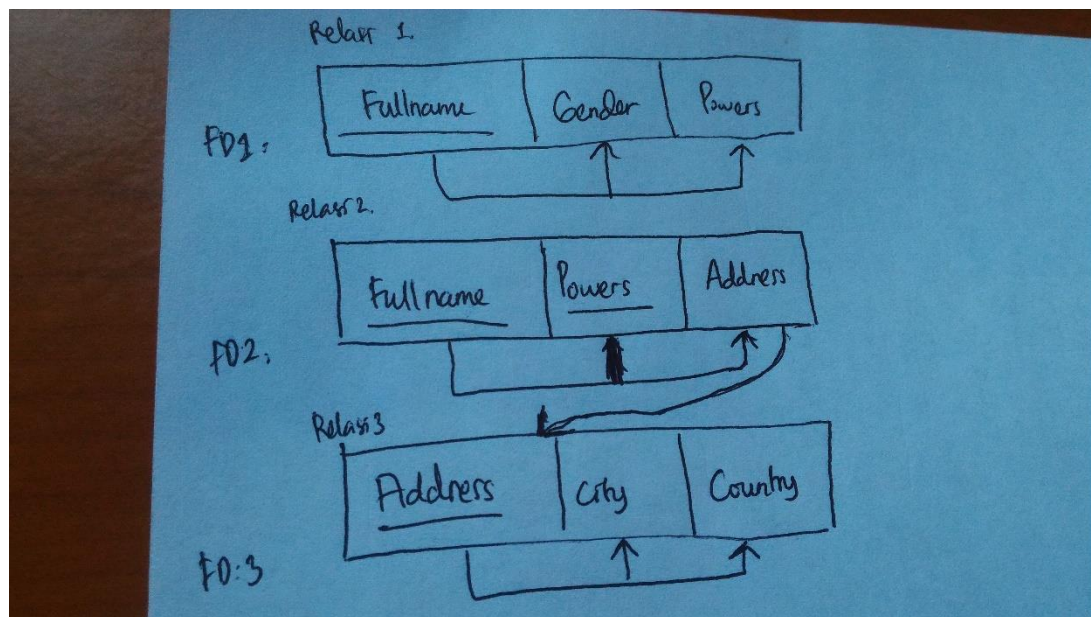 Relasi 1.
Fullname Gender Powers
FD1:
Relasi 2.
Fullname Powers Address
FD2:
Relasi 3
Address City Country
FD:3